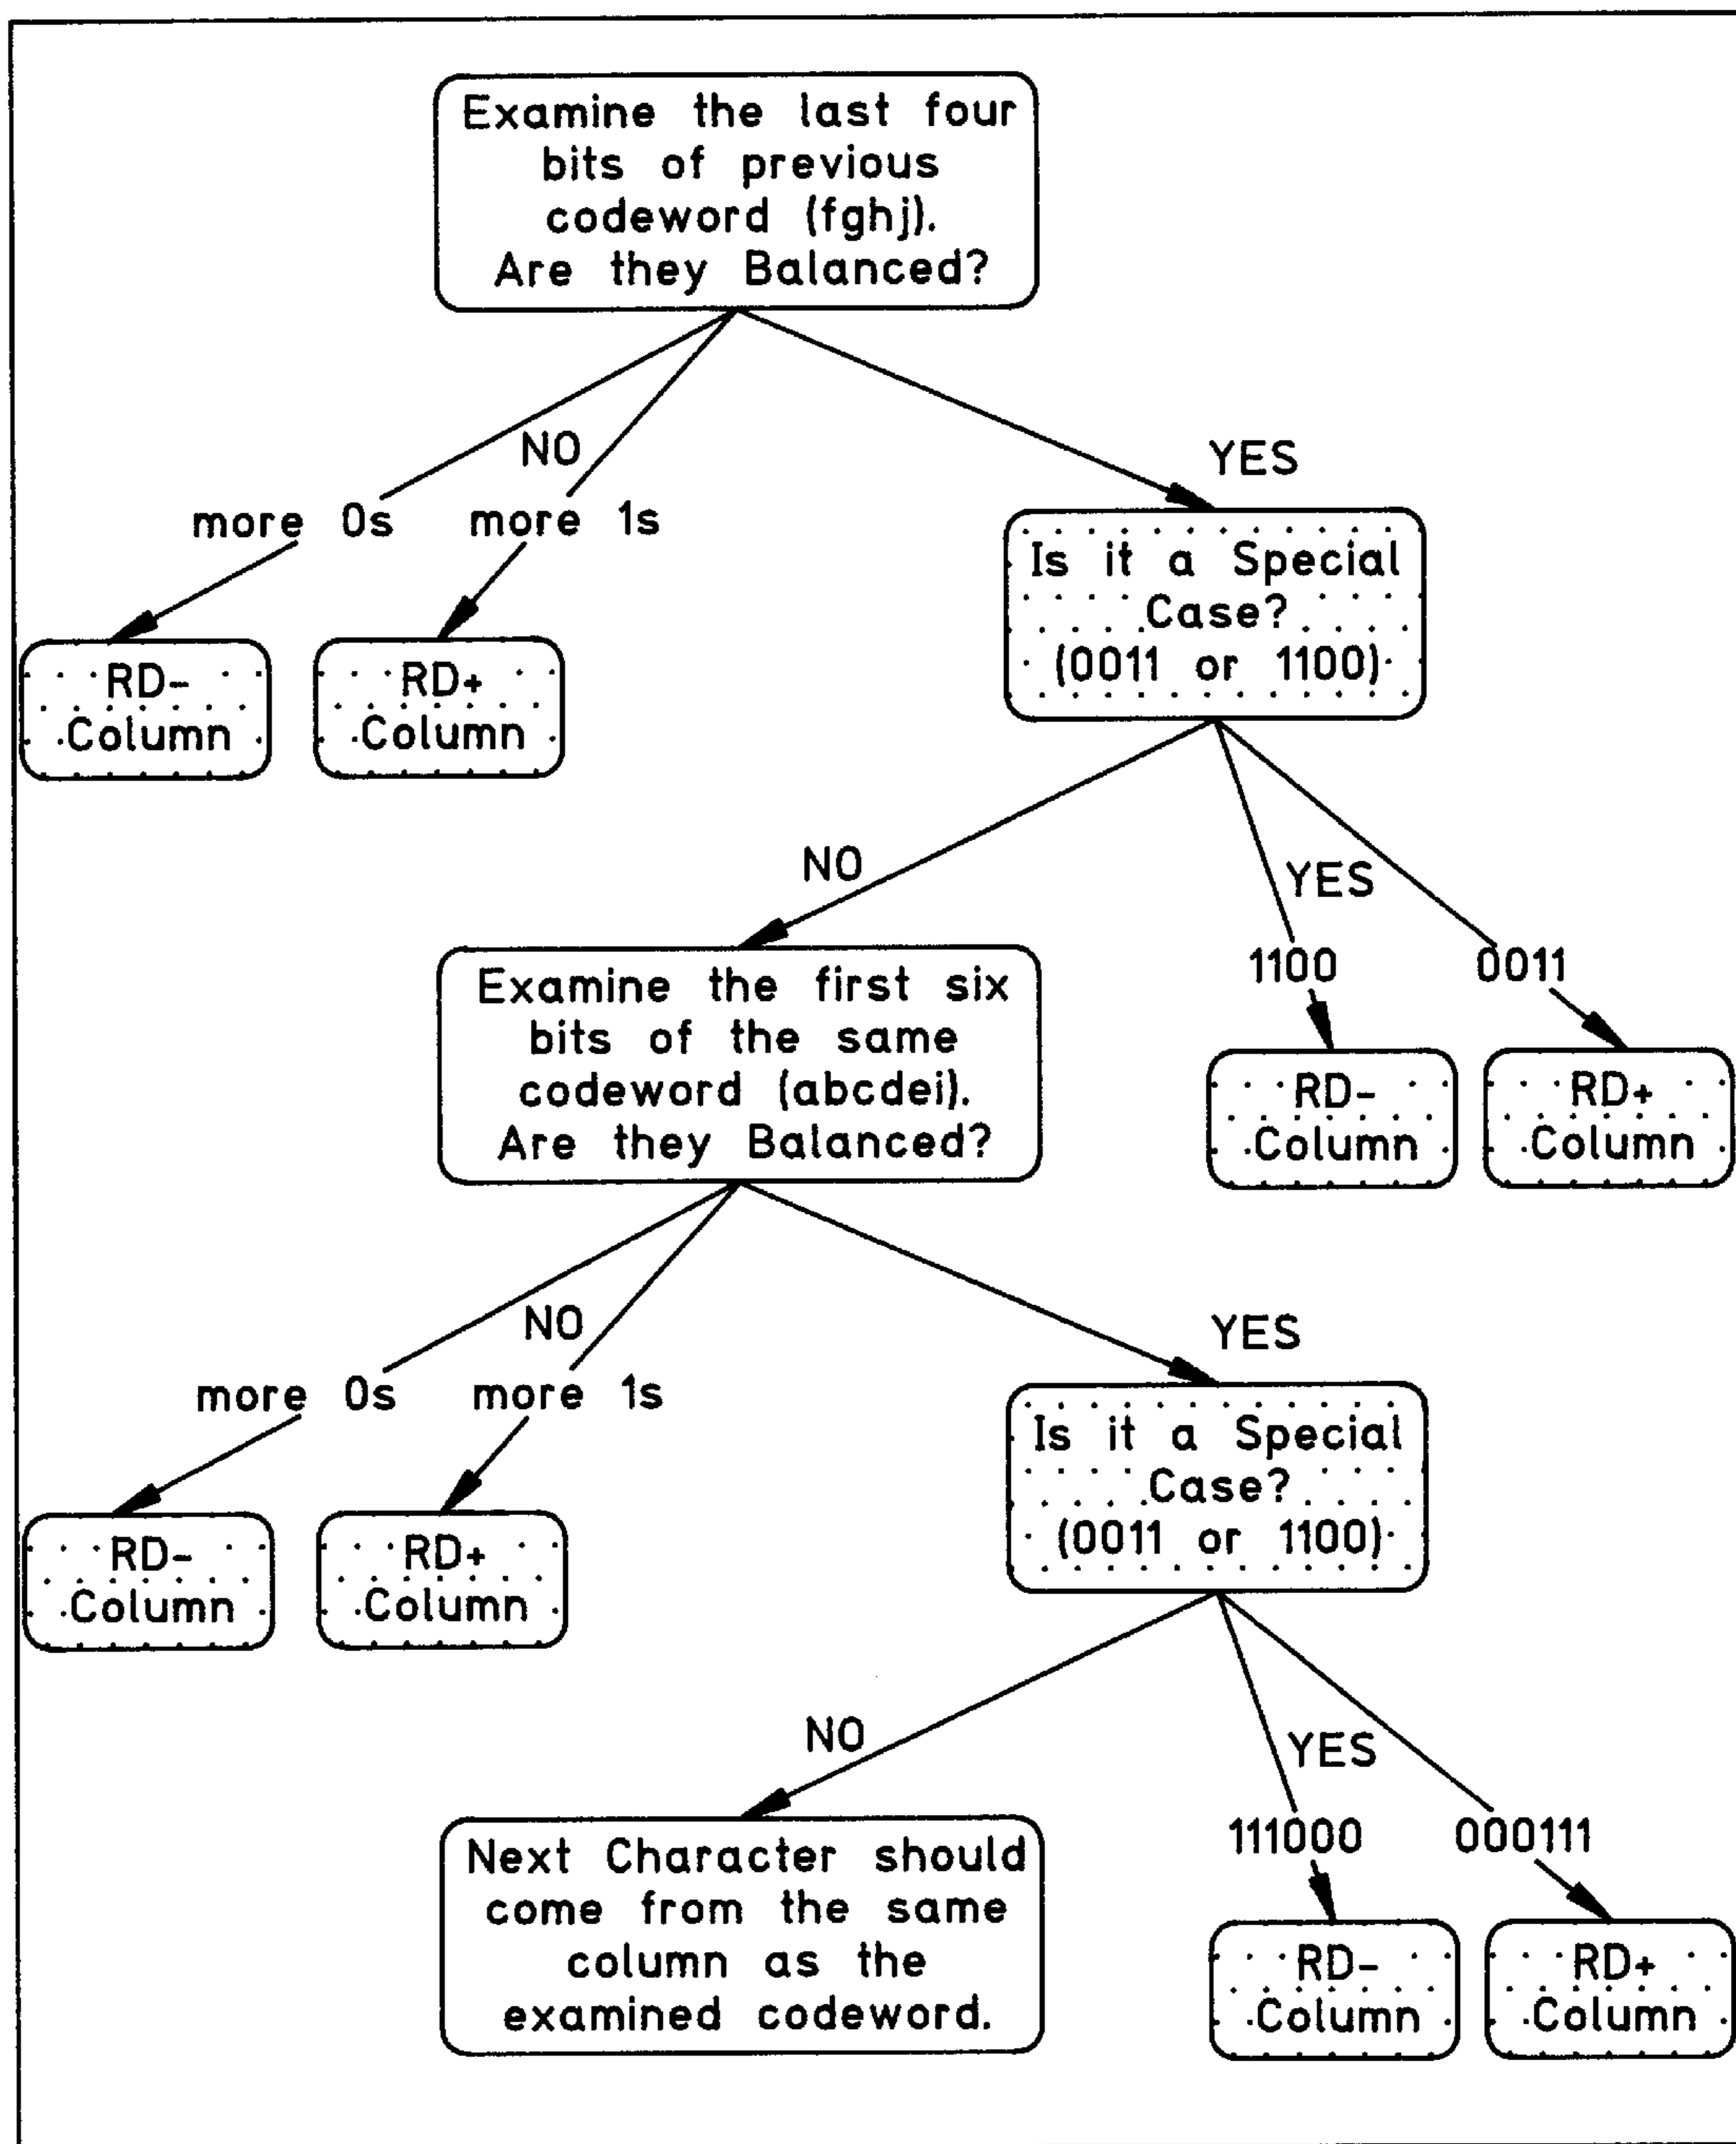 Examine the last four
bits of previous
codeword (fghj).
Are they Balanced?
NO
YES
more 0s
more 1s
Is it a Special
Case?
(0011 or 1100)
RD-
Column
RD+
Column
NO
YES
1100
0011
Examine the first six
bits of the same
codeword (abcdei).
Are they Balanced?
RD-
Column
RD+
Column
NO
YES
more 0s
more 1s
Is it a Special
Case?
(0011 or 1100)
RD-
Column
RD+
Column
NO
YES
111000
000111
Next Character should
come from the same
column as the
examined codeword.
RD-
Column
RD+
Column